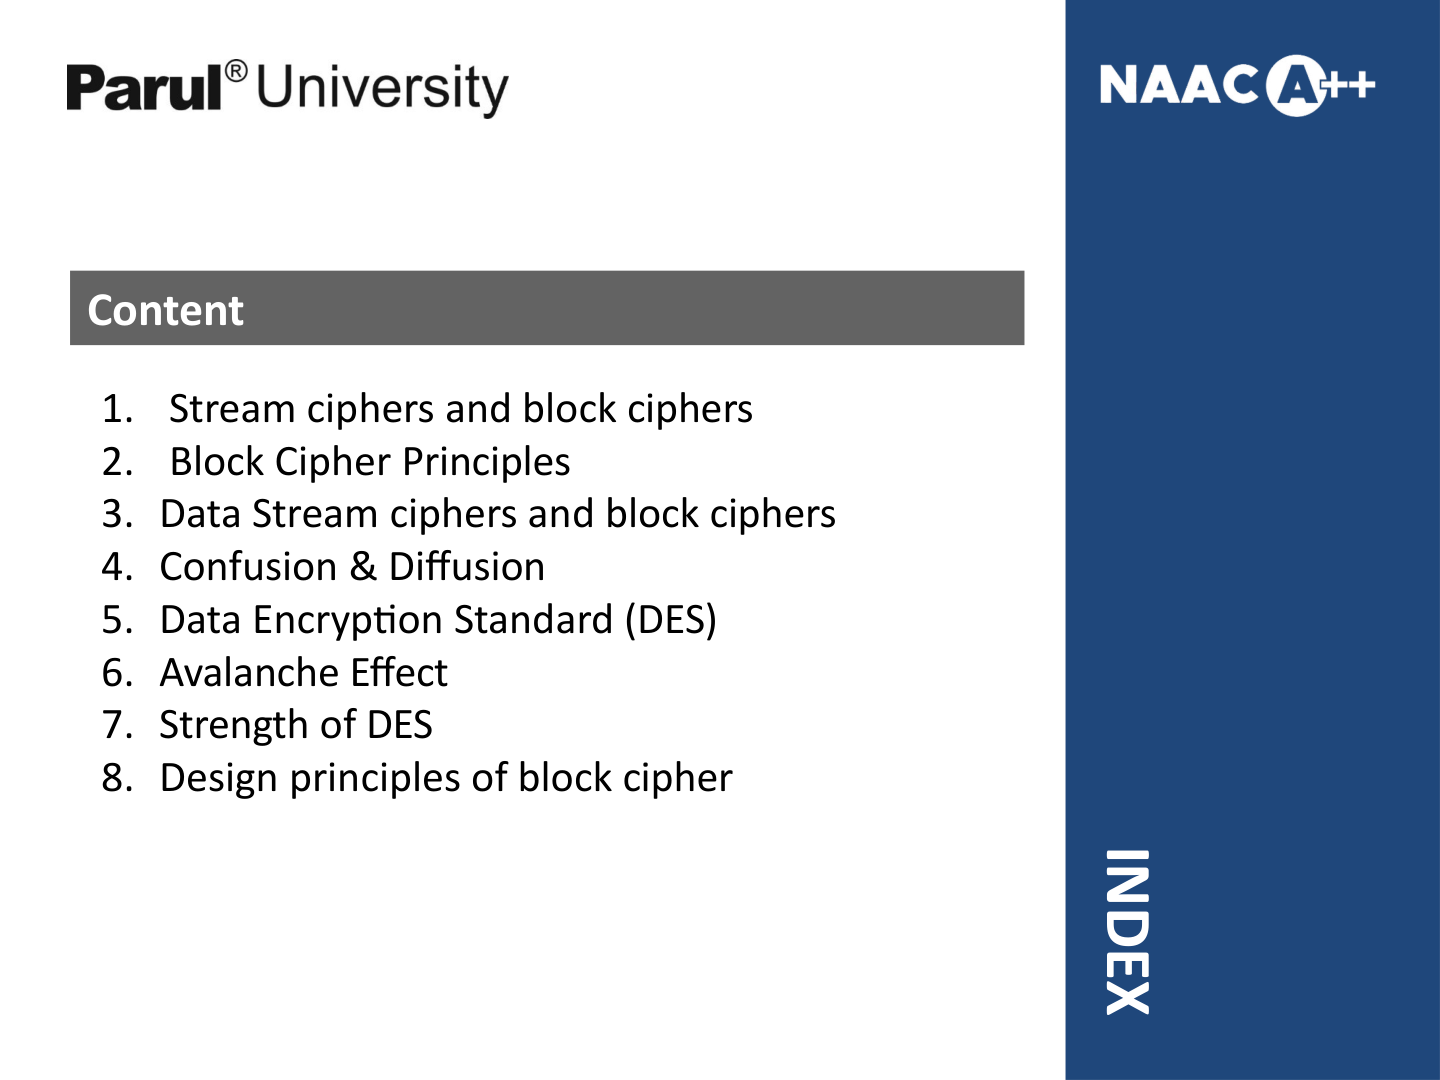 Parul® University
NAAC A++
Content
1. Stream ciphers and block ciphers
2. Block Cipher Principles
3. Data Stream ciphers and block ciphers
4. Confusion & Diffusion
5. Data Encryption Standard (DES)
6. Avalanche Effect
7. Strength of DES
8. Design principles of block cipher
INDEX